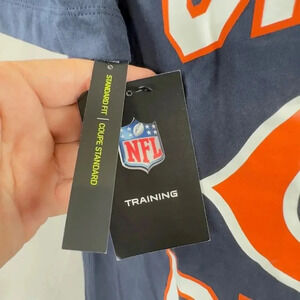 STANDARD FIT | COUPE STANDARD
NFL
TRAINING